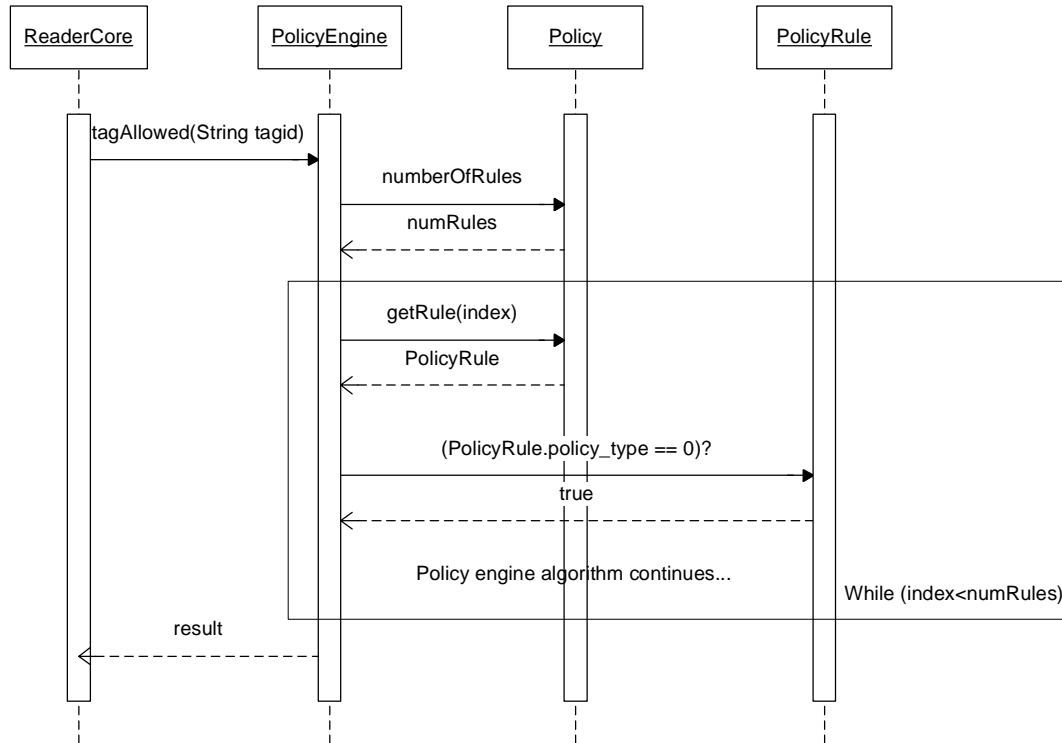 ReaderCore
PolicyEngine
Policy
PolicyRule
tagAllowed(String tagid)
numberOfRules
numRules
getRule(index)
PolicyRule
(PolicyRule.policy_type == 0)?
true
Policy engine algorithm continues...
While (index<numRules)
result